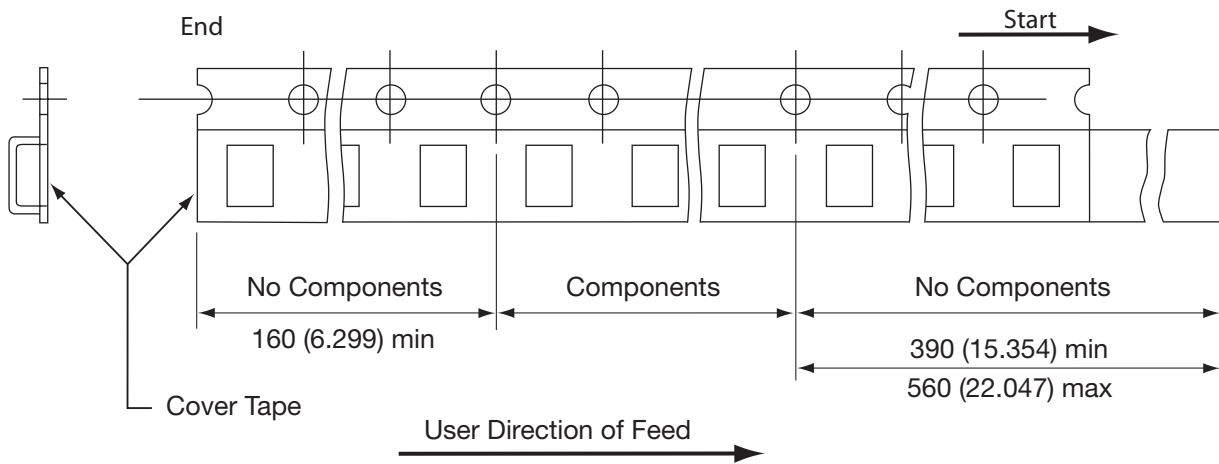 End
Start
No Components
Components
No Components
160 (6.299) min
390 (15.354) min
560 (22.047) max
Cover Tape
User Direction of Feed